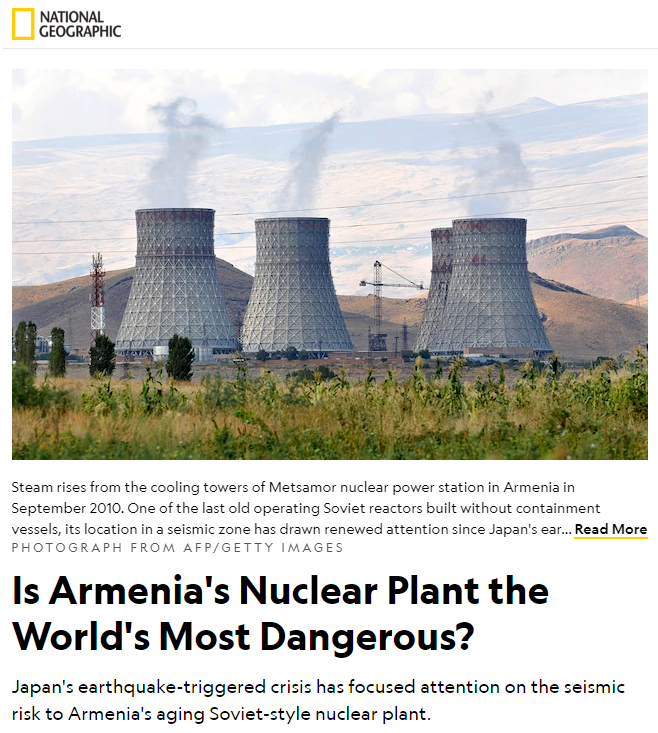 NATIONAL
GEOGRAPHIC
Steam rises from the cooling towers of Metsamor nuclear power station in Armenia in
September 2010. One of the last old operating Soviet reactors built without containment
vessels, its location in a seismic zone has drawn renewed attention since Japan's ear... Read More
PHOTOGRAPH FROM AFP/GETTY IMAGES
Is Armenia's Nuclear Plant the
World's Most Dangerous?
Japan's earthquake-triggered crisis has focused attention on the seismic
risk to Armenia's aging Soviet-style nuclear plant.